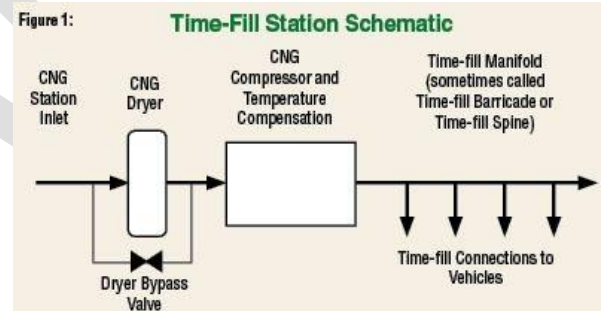 Figure 1:
Time-Fill Station Schematic
CNG
Station
Inlet
CNG
Dryer
CNG
Compressor and
Temperature
Compensation
Time-fill Manifold
(sometimes called
Time-fill Barricade or
Time-fill Spine)
Dryer Bypass
Valve
Time-fill Connections to
Vehicles